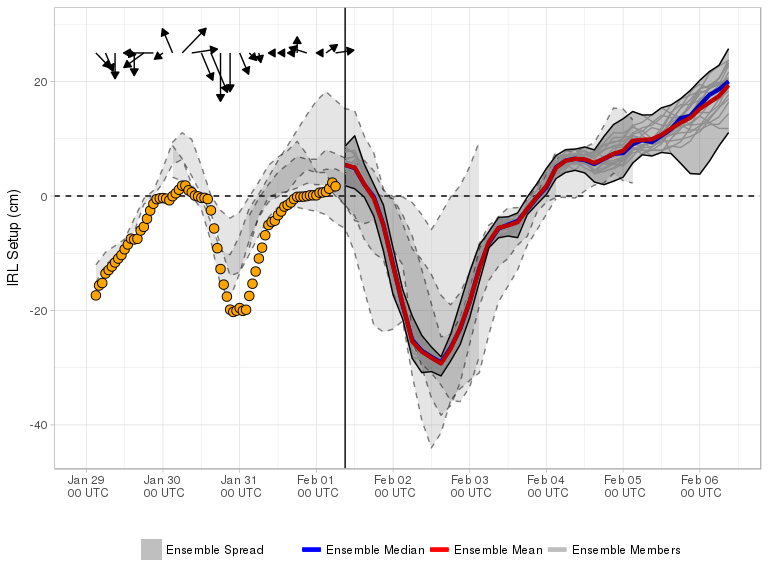 IRL Setup (cm)
20
0
-20
-40
Jan 29 Jan 30 Jan 31 Feb 01 Feb 02 Feb 03 Feb 04 Feb 05 Feb 06
00 UTC 00 UTC 00 UTC 00 UTC 00 UTC 00 UTC 00 UTC 00 UTC 00 UTC
Ensemble Spread Ensemble Median Ensemble Mean Ensemble Members